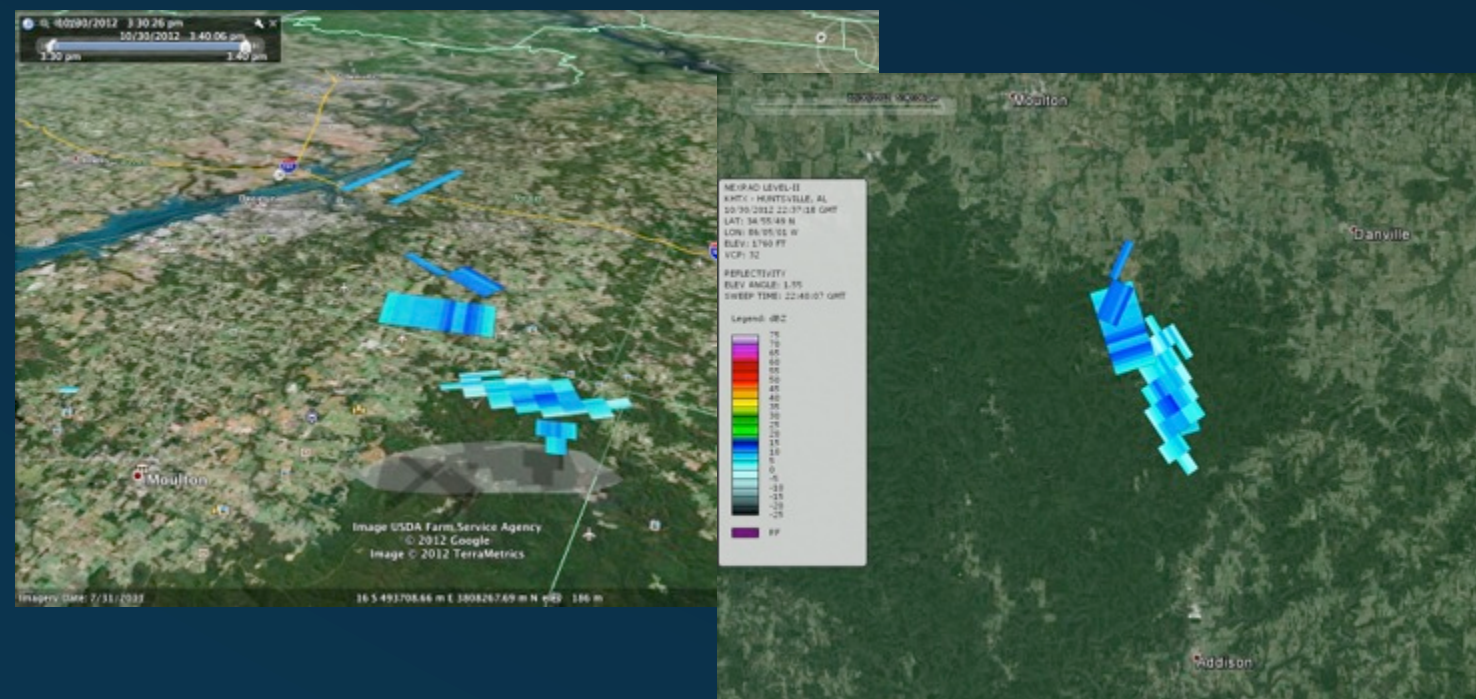 10/30/2012 3:30:26 pm
10/30/2012 3:40:06 pm
3:30 pm
3:40 pm
Moulton
Image USDA Farm Service Agency
© 2012 Google
Image © 2012 TerraMetrics
Imagery Date: 7/31/
16 S 493708.66 m E 3808267.69 m N
186 m
Moulton
Danville
Addison
NEXRAD LEVEL-II
KHTX - HUNTSVILLE, AL
10/30/2012 22:37:18 GMT
LAT: 34/55/49 N
LON: 86/05/01 W
ELEV: 1760 FT
VCP: 32
REFLECTIVITY
ELEV ANGLE: 1.55
SWEEP TIME: 22:40:07 GMT
Legend: dBZ
75
70
65
60
55
50
45
40
35
30
25
20
15
10
5
0
-5
-10
-15
-20
-25
RF